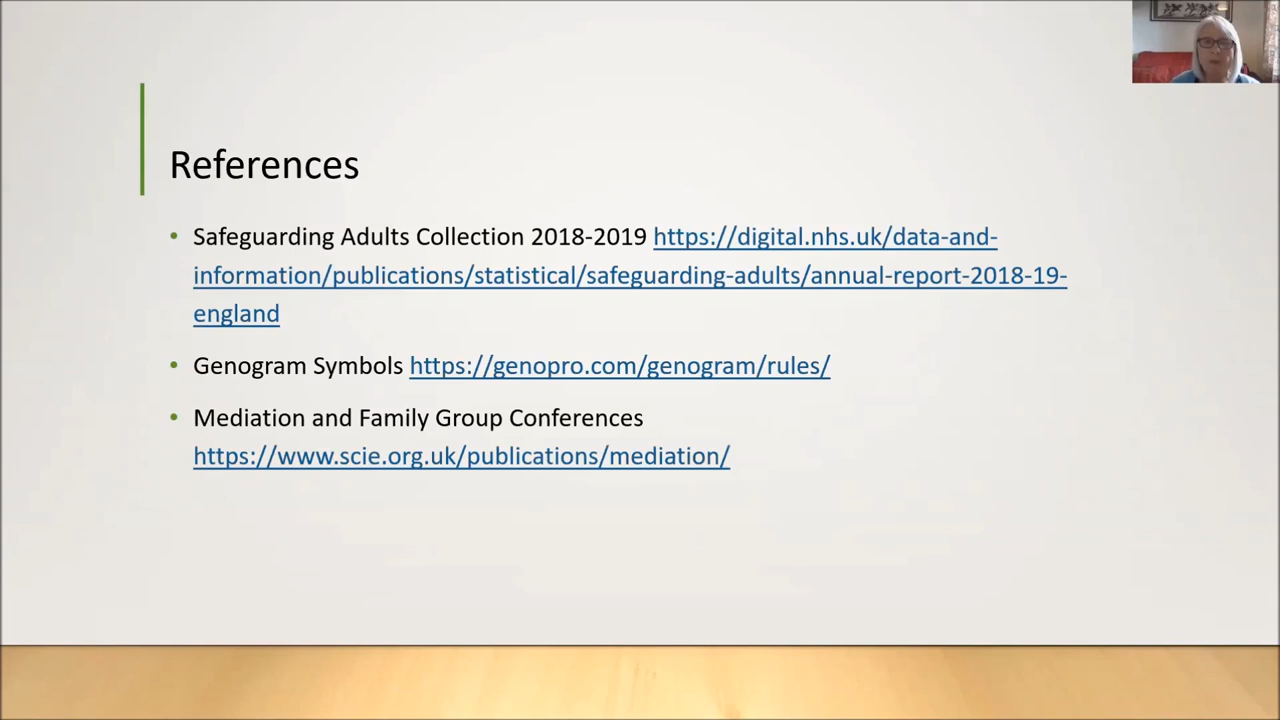 References
• Safeguarding Adults Collection 2018-2019 https://digital.nhs.uk/data-and-
information/publications/statistical/safeguarding-adults/annual-report-2018-19-
england
• Genogram Symbols https://genopro.com/genogram/rules/
• Mediation and Family Group Conferences
https://www.scie.org.uk/publications/mediation/